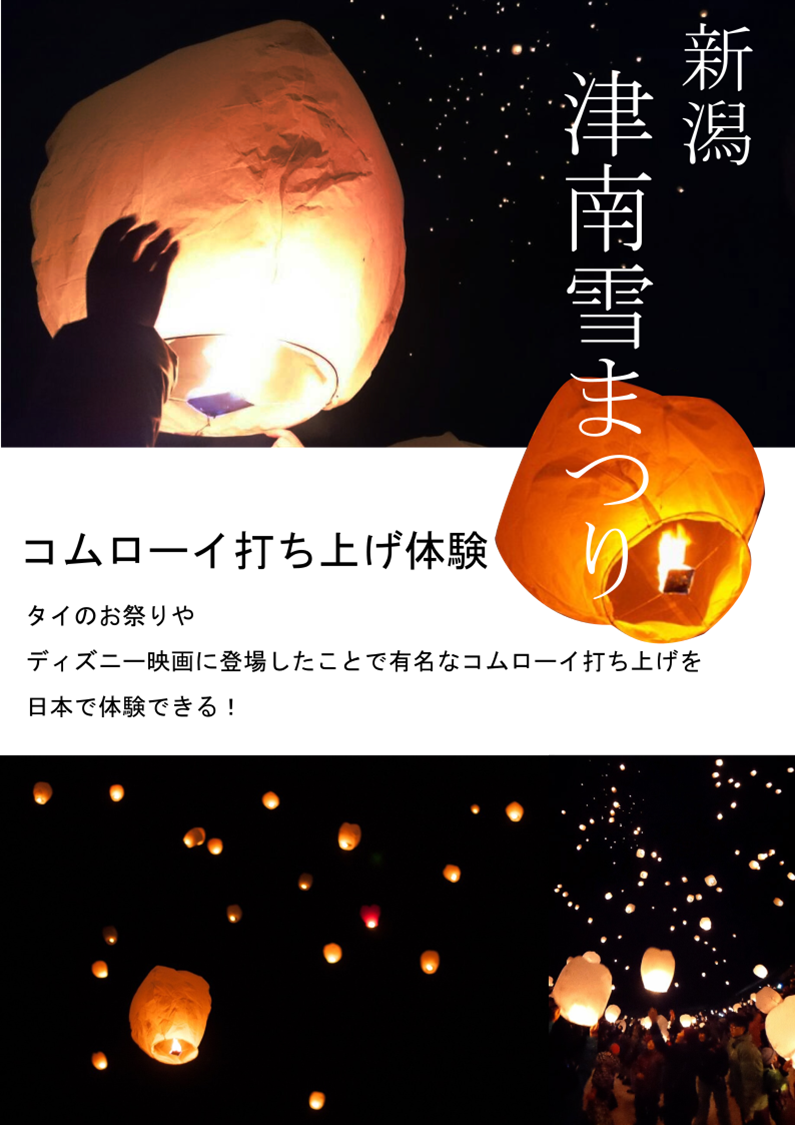 新潟
津南雪まつり
コムローイ打ち上げ体験
タイのお祭りや
ディズニー映画に登場したことで有名なコムローイ打ち上げを
日本で体験できる！